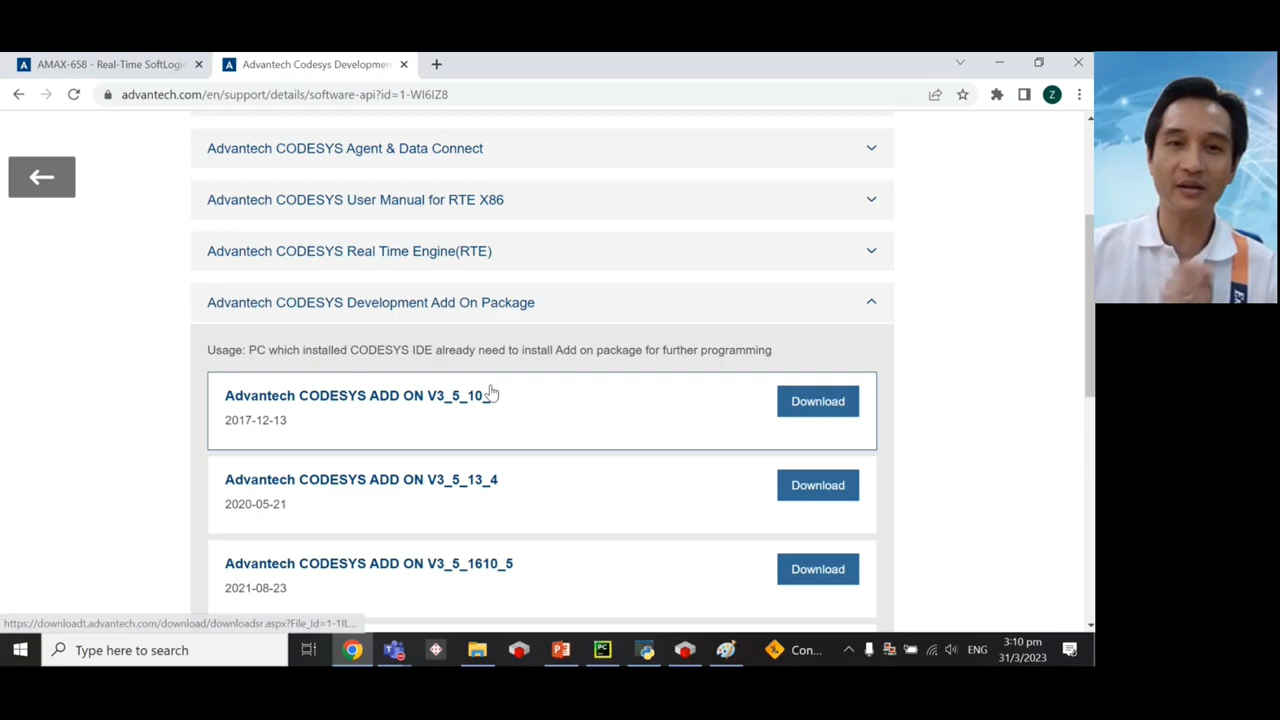 AMAX-658 - Real-Time SoftLogic
Advantech Codesys Developmen
advantech.com/en/support/details/software-api?id=1-WI6IZ8
Z
Advantech CODESYS Agent & Data Connect
Advantech CODESYS User Manual for RTE X86
Advantech CODESYS Real Time Engine(RTE)
Advantech CODESYS Development Add On Package
Usage: PC which installed CODESYS IDE already need to install Add on package for further programming
Advantech CODESYS ADD ON V3_5_10_
Download
2017-12-13
Advantech CODESYS ADD ON V3_5_13_4
Download
2020-05-21
Advantech CODESYS ADD ON V3_5_1610_5
Download
2021-08-23
https://downloadt.advantech.com/download/downloadsr.aspx?File_Id=1-1IL...
Type here to search
Con...
ENG
3:10 pm
31/3/2023